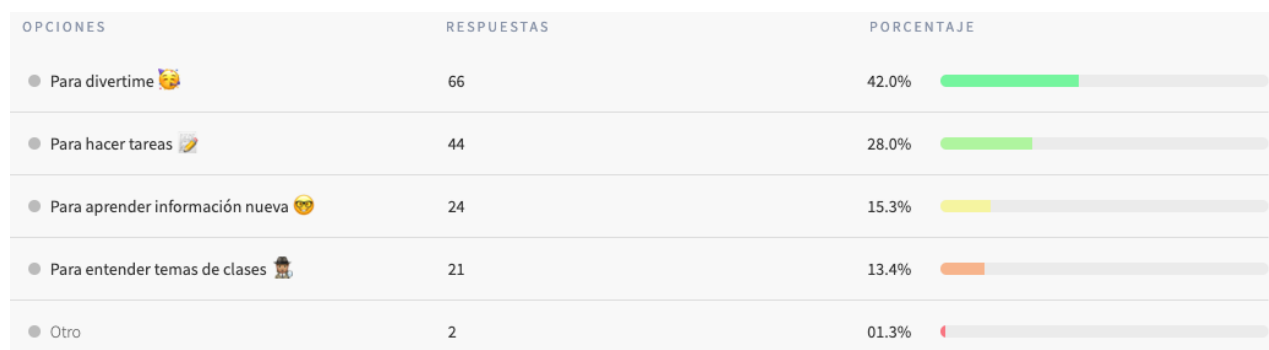 OPCIONES RESPUESTAS PORCENTAJE
Para divertime 🥳 66 42.0%
Para hacer tareas 📝 44 28.0%
Para aprender información nueva 🤓 24 15.3%
Para entender temas de clases 🕵🏽 21 13.4%
Otro 2 01.3%